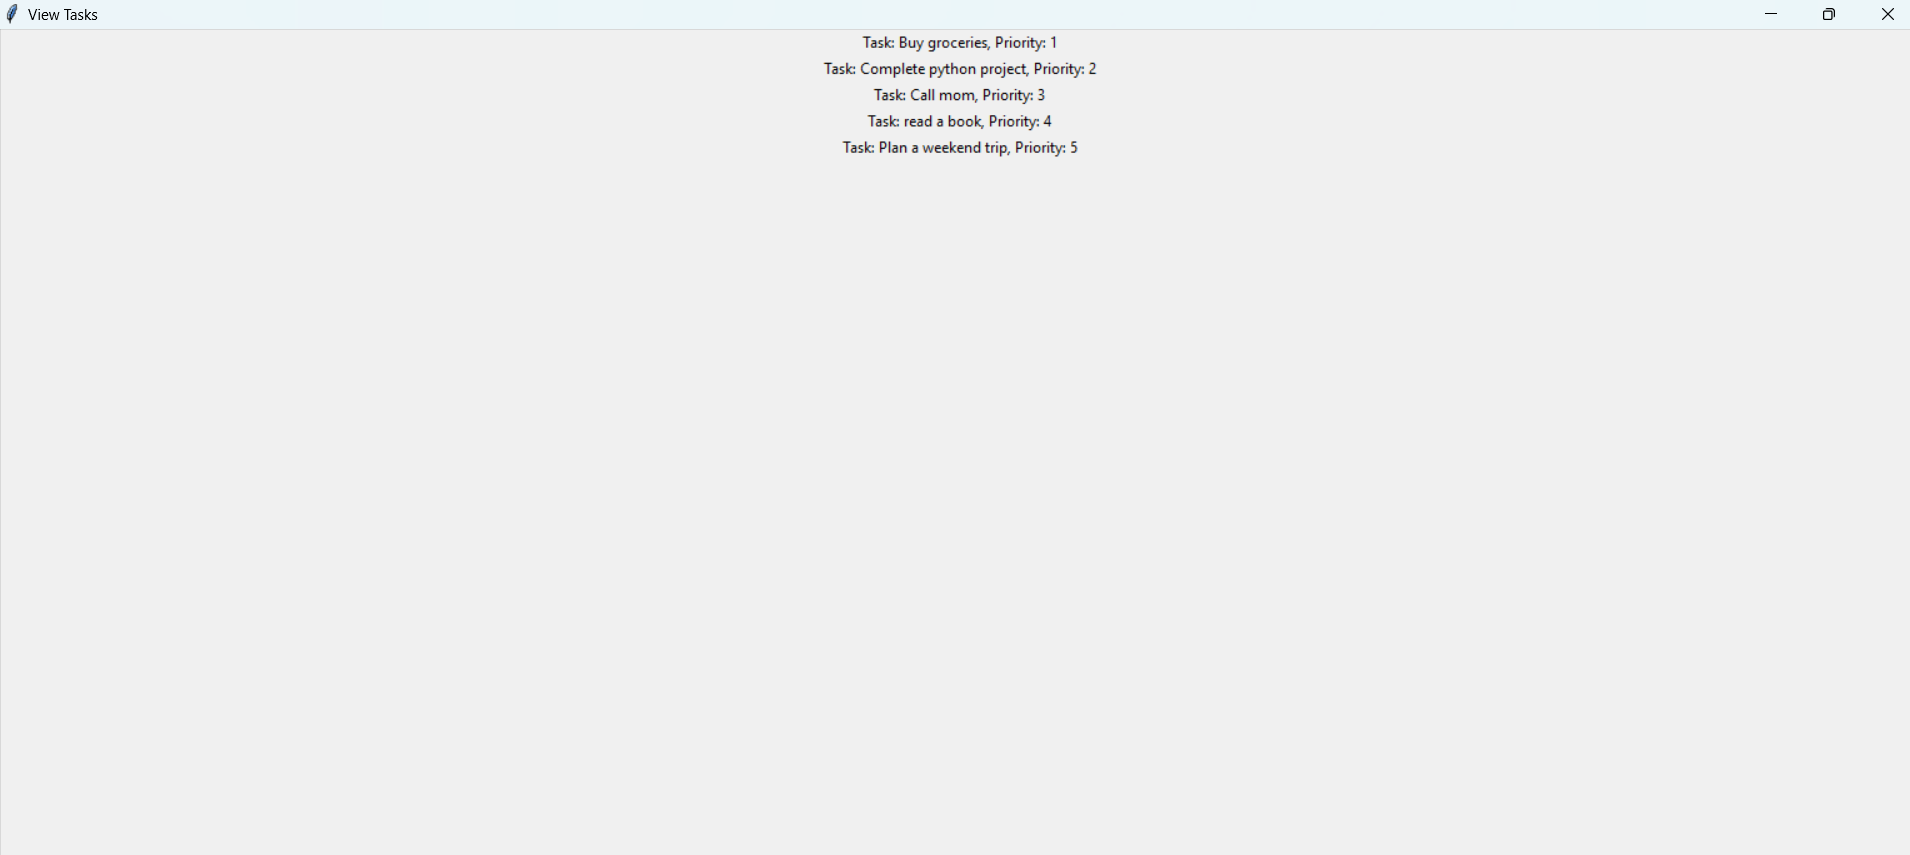 View Tasks
Task: Buy groceries, Priority: 1
Task: Complete python project, Priority: 2
Task: Call mom, Priority: 3
Task: read a book, Priority: 4
Task: Plan a weekend trip, Priority: 5